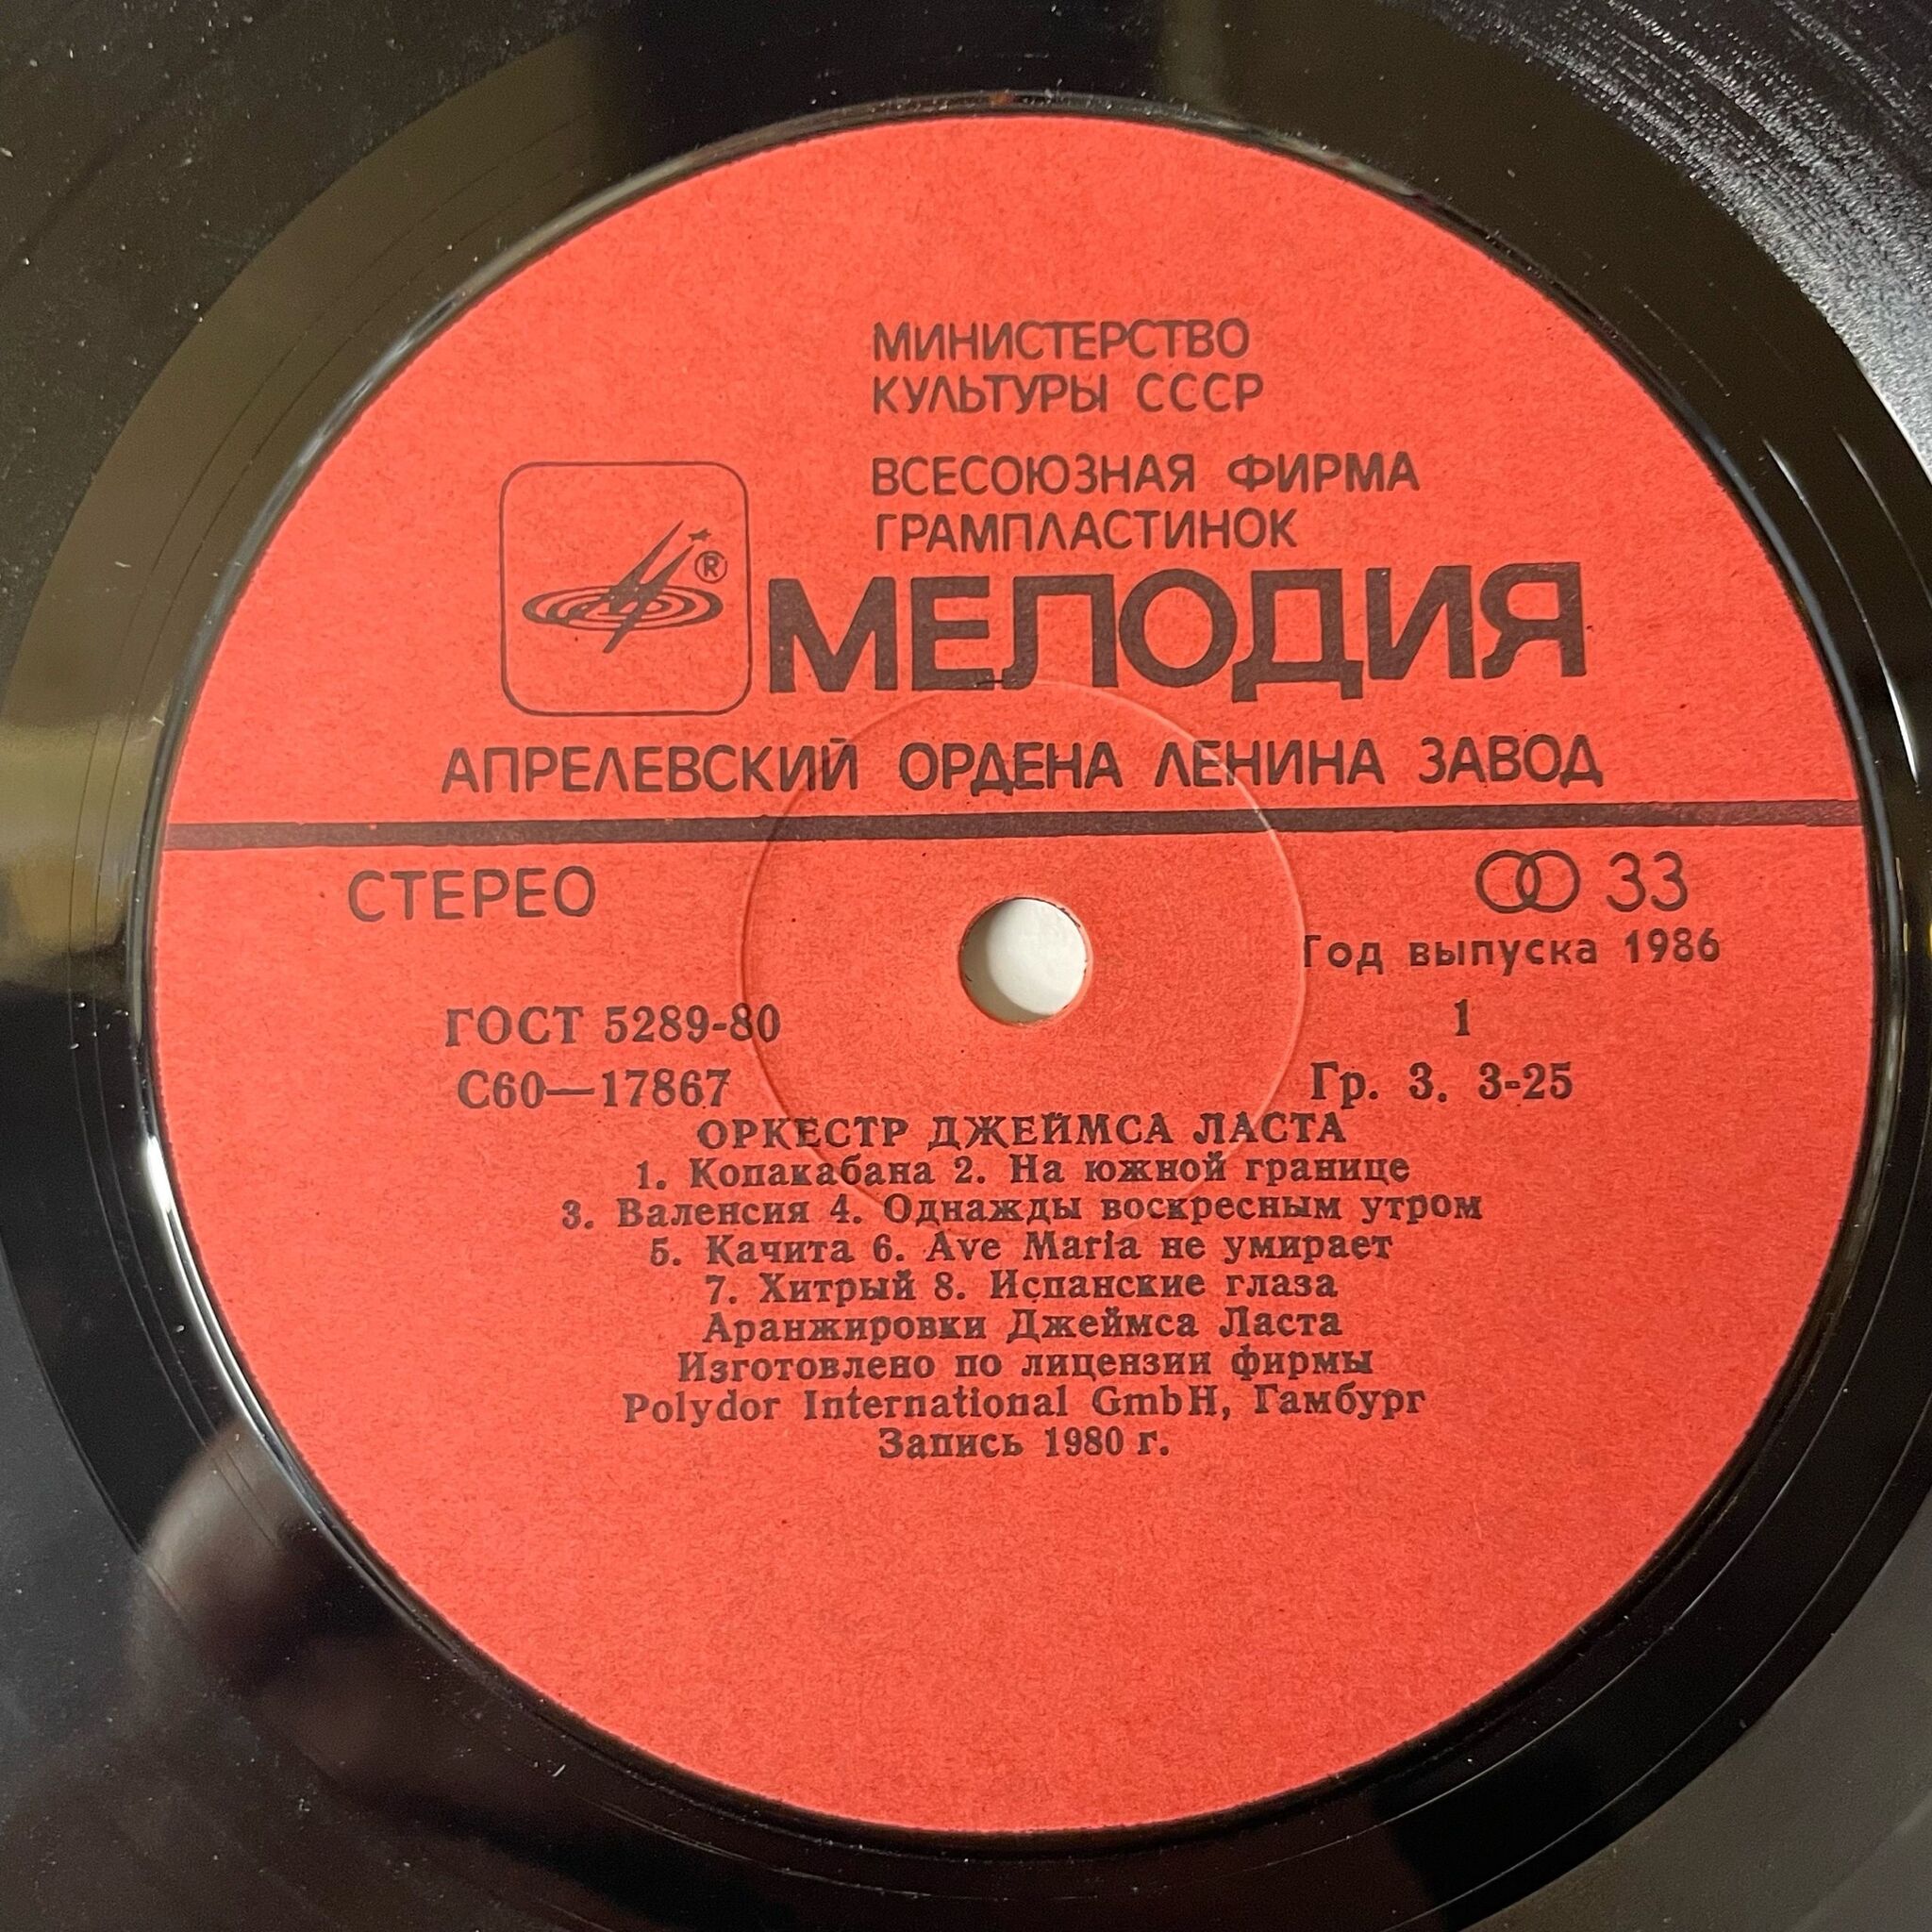 МИНИСТЕРСТВО
КУЛЬТУРЫ СССР
ВСЕСОЮЗНАЯ ФИРМА
ГРАМПЛАСТИНОК
®
МЕЛОДИЯ
АПРЕЛЕВСКИЙ ОРДЕНА ЛЕНИНА ЗАВОД
СТЕРЕО
33
Год выпуска 1986
ГОСТ 5289-80
1
С60—17867
Гр. 3. 3-25
ОРКЕСТР ДЖЕЙМСА ЛАСТА
1. Копакабана 2. На южной границе
3. Валенсия 4. Однажды воскресным утром
5. Качита 6. Ave Maria не умирает
7. Хитрый 8. Испанские глаза
Аранжировки Джеймса Ласта
Изготовлено по лицензии фирмы
Polydor International GmbH, Гамбург
Запись 1980 г.